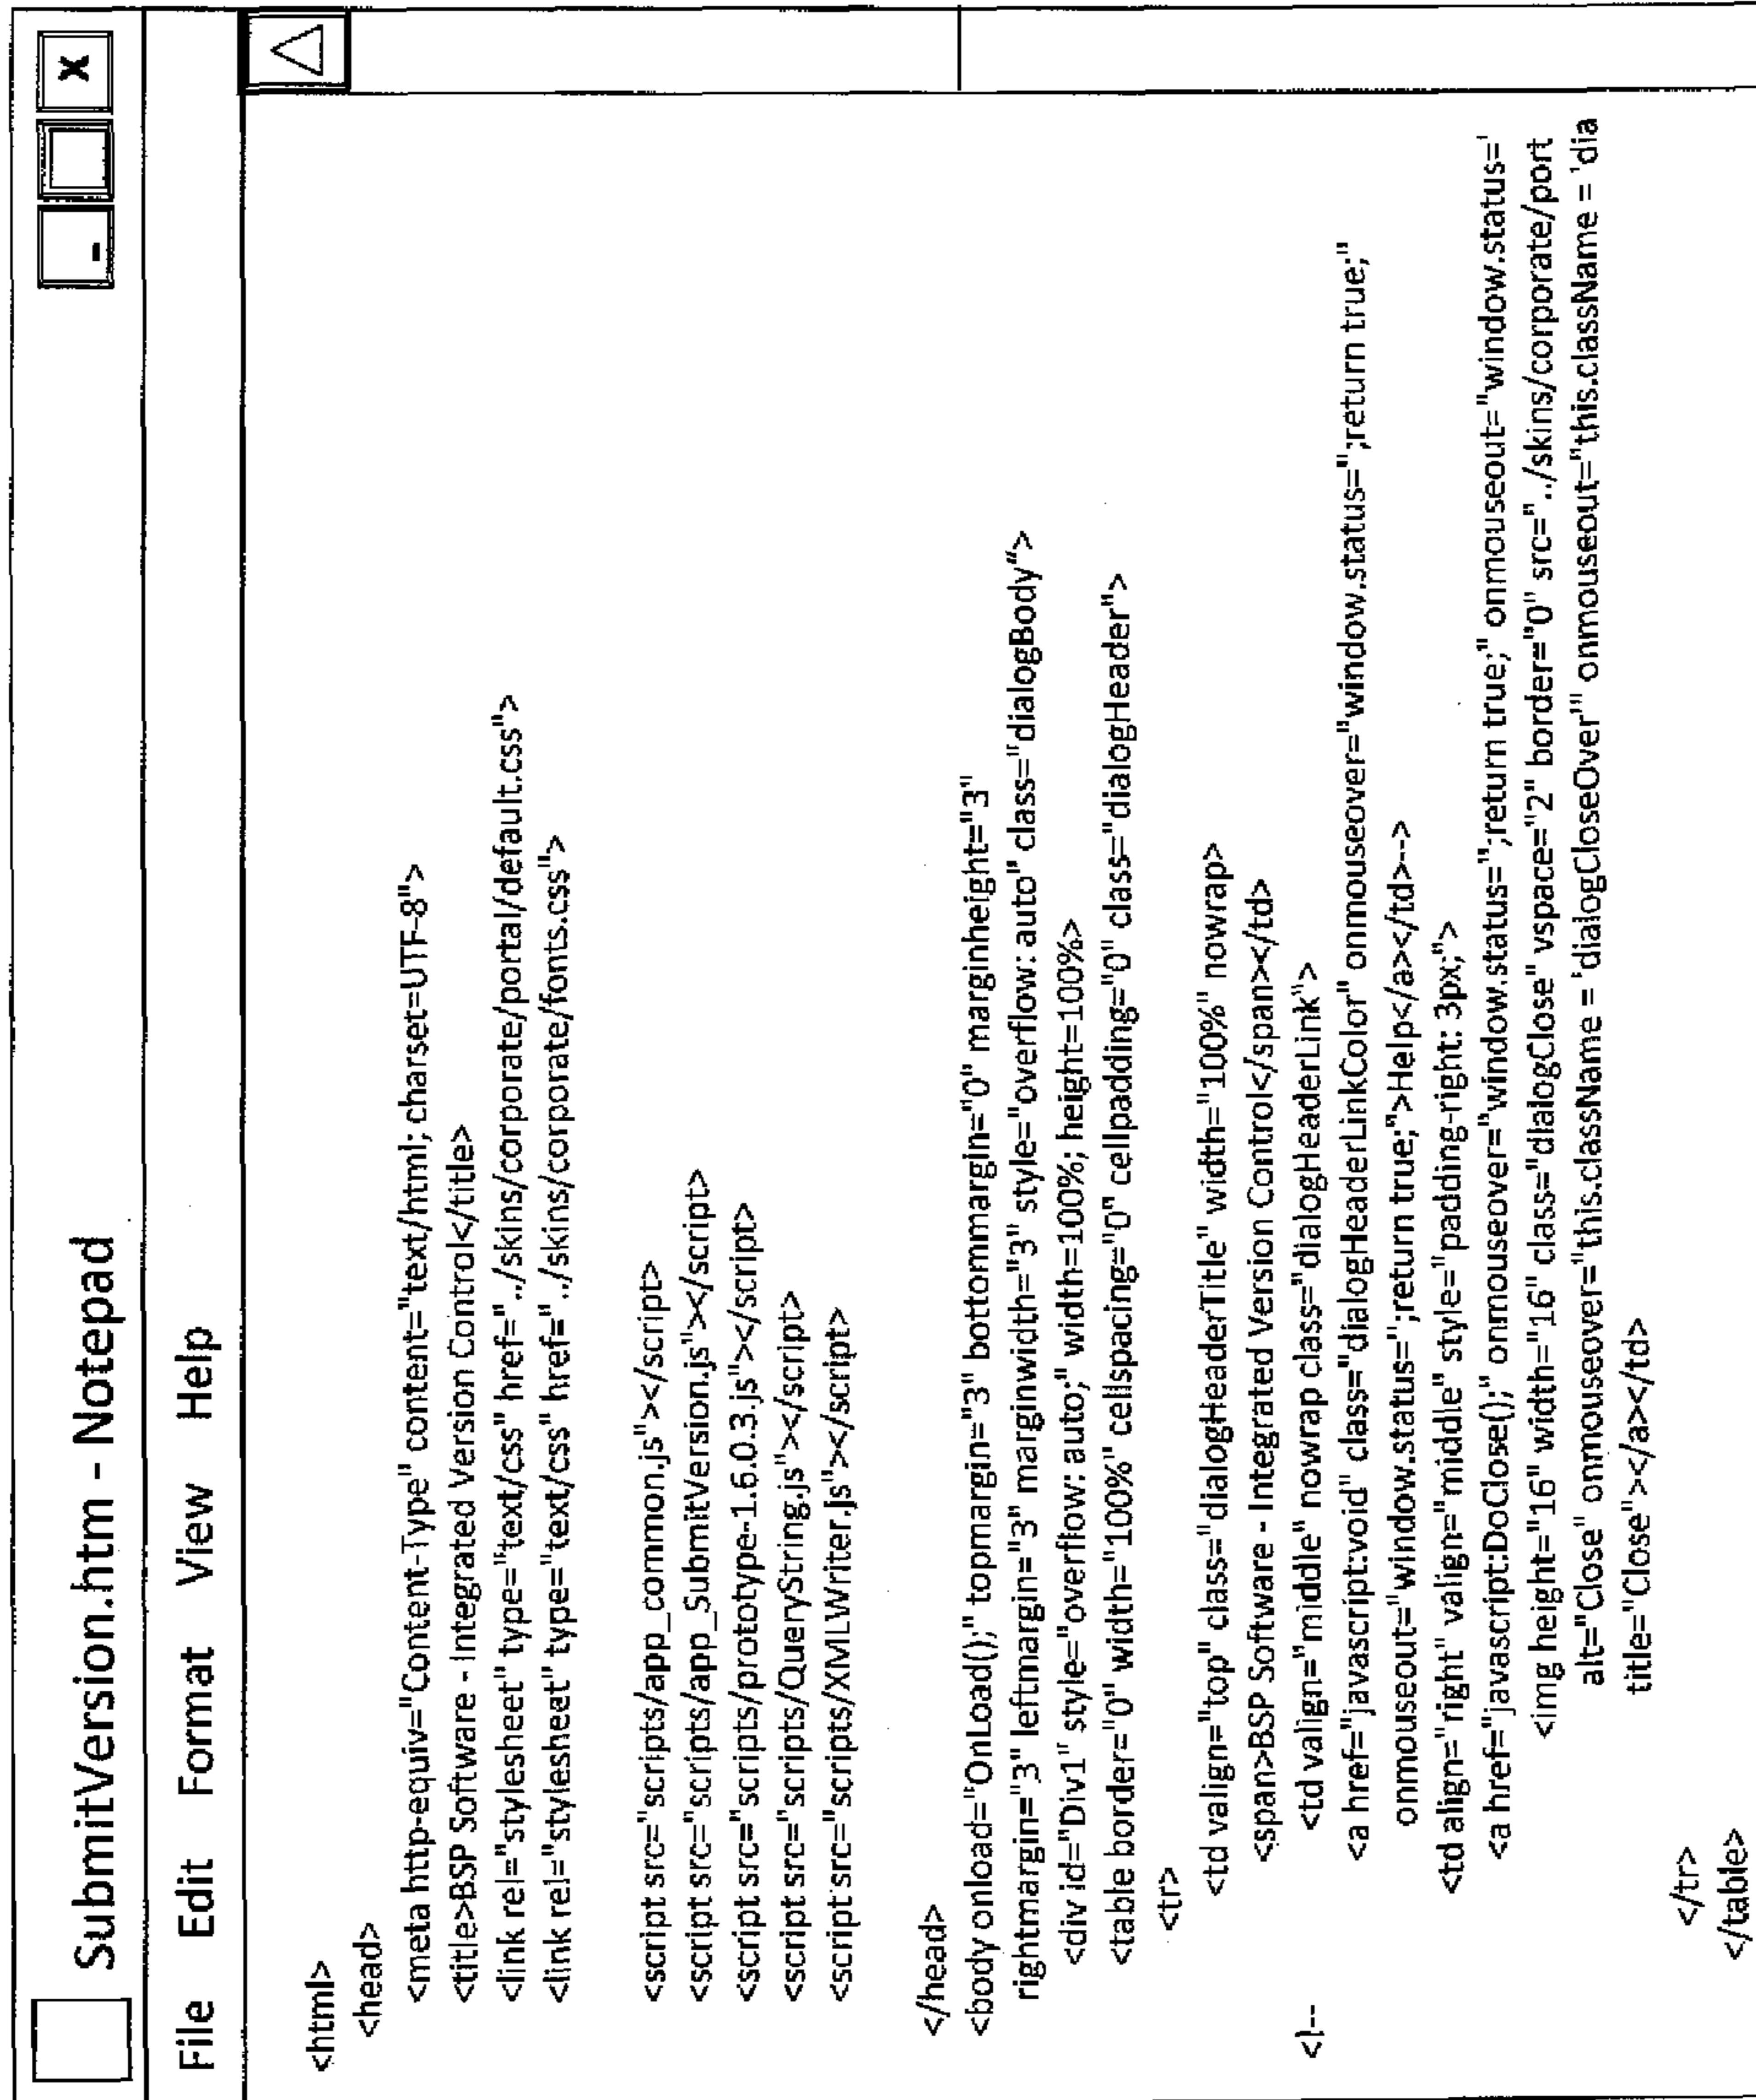 SubmitVersion.htm - Notepad
- x
File Edit Format View Help
<html>
<head>
<meta http-equiv="Content-Type" content="text/html; charset=UTF-8">
<title>BSP Software - Integrated Version Control</title>
<link rel="stylesheet" type="text/css" href="../skins/corporate/portal/default.css">
<link rel="stylesheet" type="text/css" href="../skins/corporate/fonts.css">
<script src="scripts/app_common.js"></script>
<script src="scripts/app_SubmitVersion.js"></script>
<script src="scripts/prototype-1.6.0.3.js"></script>
<script src="scripts/QueryString.js"></script>
<script src="scripts/XMLWriter.js"></script>
</head>
<body onload="OnLoad();" topmargin="3" bottommargin="0" marginheight="3"
rightmargin="3" leftmargin="3" marginwidth="3" style="overflow: auto" class="dialogBody">
<div id="Div1" style="overflow: auto;" width=100%; height=100%>
<table border="0" width="100%" cellspacing="0" cellpadding="0" class="dialogHeader">
<tr>
<td valign="top" class="dialogHeaderTitle" width="100%" nowrap>
<span>BSP Software - Integrated Version Control</span></td>
<!-- <td valign="middle" nowrap class="dialogHeaderLink">
<a href="javascript:void" class="dialogHeaderLinkColor" onmouseover="window.status='';return true;"
onmouseout="window.status='';return true;">Help</a></td>-->
<td align="right" valign="middle" style="padding-right: 3px;">
<a href="javascript:DoClose();" onmouseover="window.status='';return true;" onmouseout="window.status='
<img height="16" width="16" class="dialogClose" vspace="2" border="0" src="../skins/corporate/port
alt="Close" onmouseover="this.className = 'dialogCloseOver'" onmouseout="this.className = 'dia
title="Close"></a></td>
</tr>
</table>